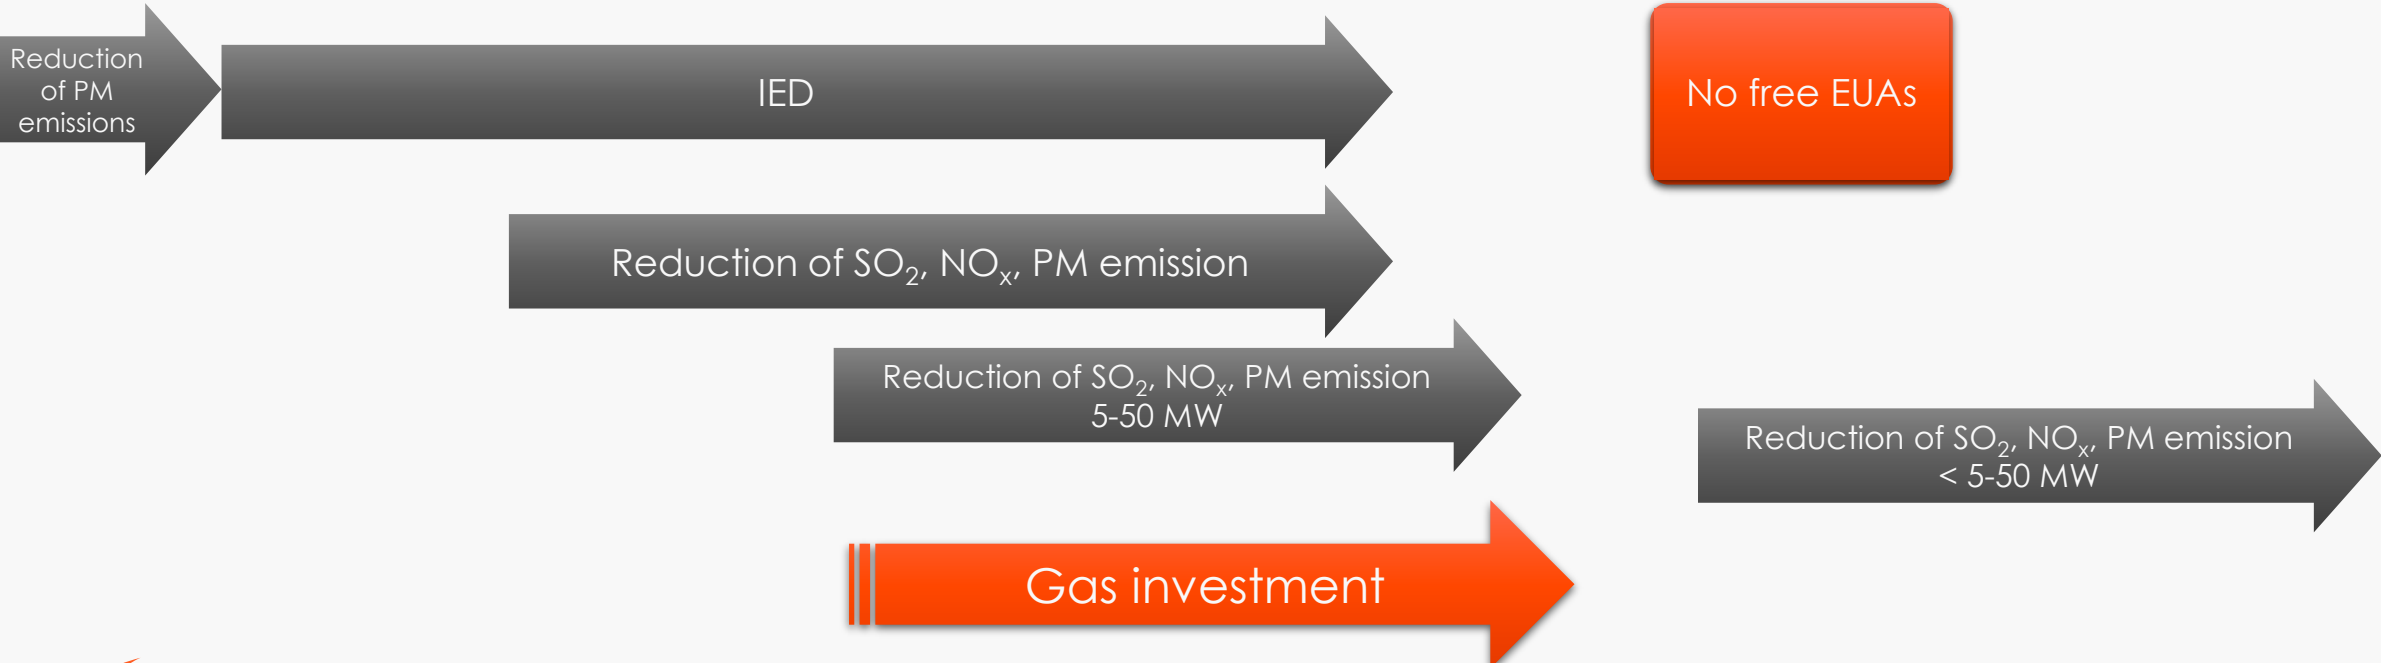 Reduction
of PM
emissions
IED
No free EUAs
Reduction of SO₂, NOₓ, PM emission
Reduction of SO₂, NOₓ, PM emission
5-50 MW
Reduction of SO₂, NOₓ, PM emission
< 5-50 MW
Gas investment